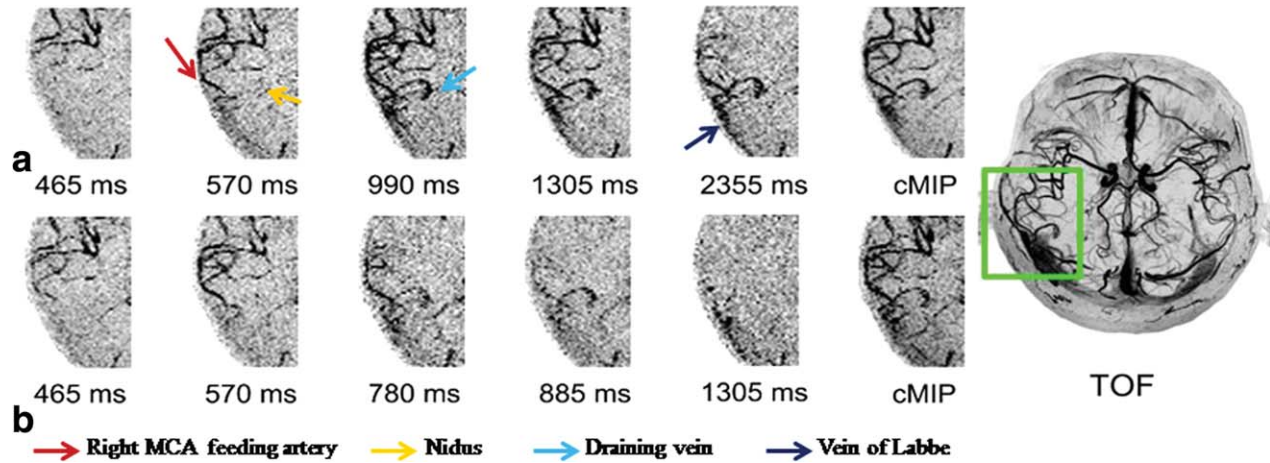 a
465 ms 570 ms 990 ms 1305 ms 2355 ms cMIP
465 ms 570 ms 780 ms 885 ms 1305 ms cMIP
TOF
b
Right MCA feeding artery Nidus Draining vein Vein of Labbe